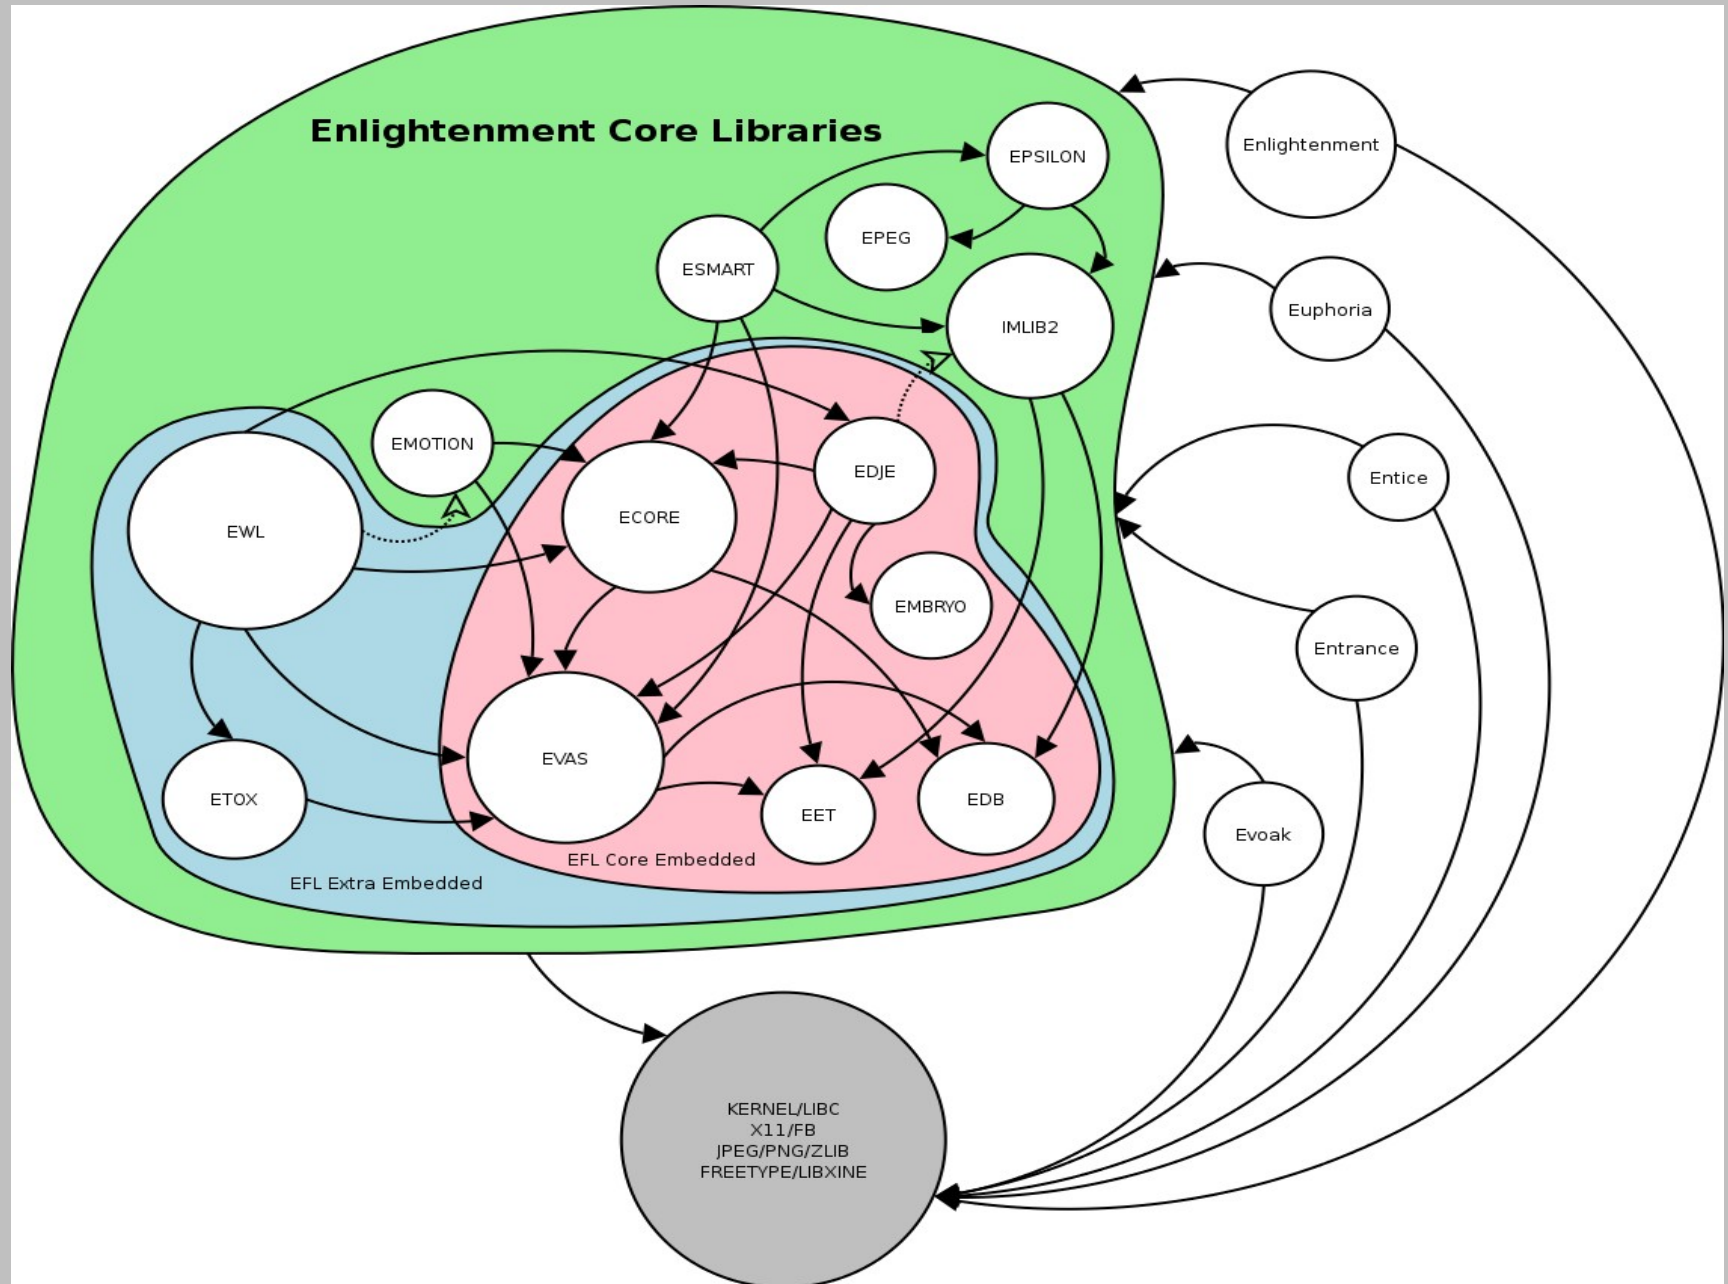 Enlightenment Core Libraries
EPSILON
Enlightenment
EPEG
ESMART
Euphoria
IMLIB2
EMOTION
EDJE
Entice
ECORE
EWL
EMBRYO
Entrance
EVAS
ETOX
EDB
EET
Evoak
EFL Core Embedded
EFL Extra Embedded
KERNEL/LIBC
X11/FB
JPEG/PNG/ZLIB
FREETYPE/LIBXINE